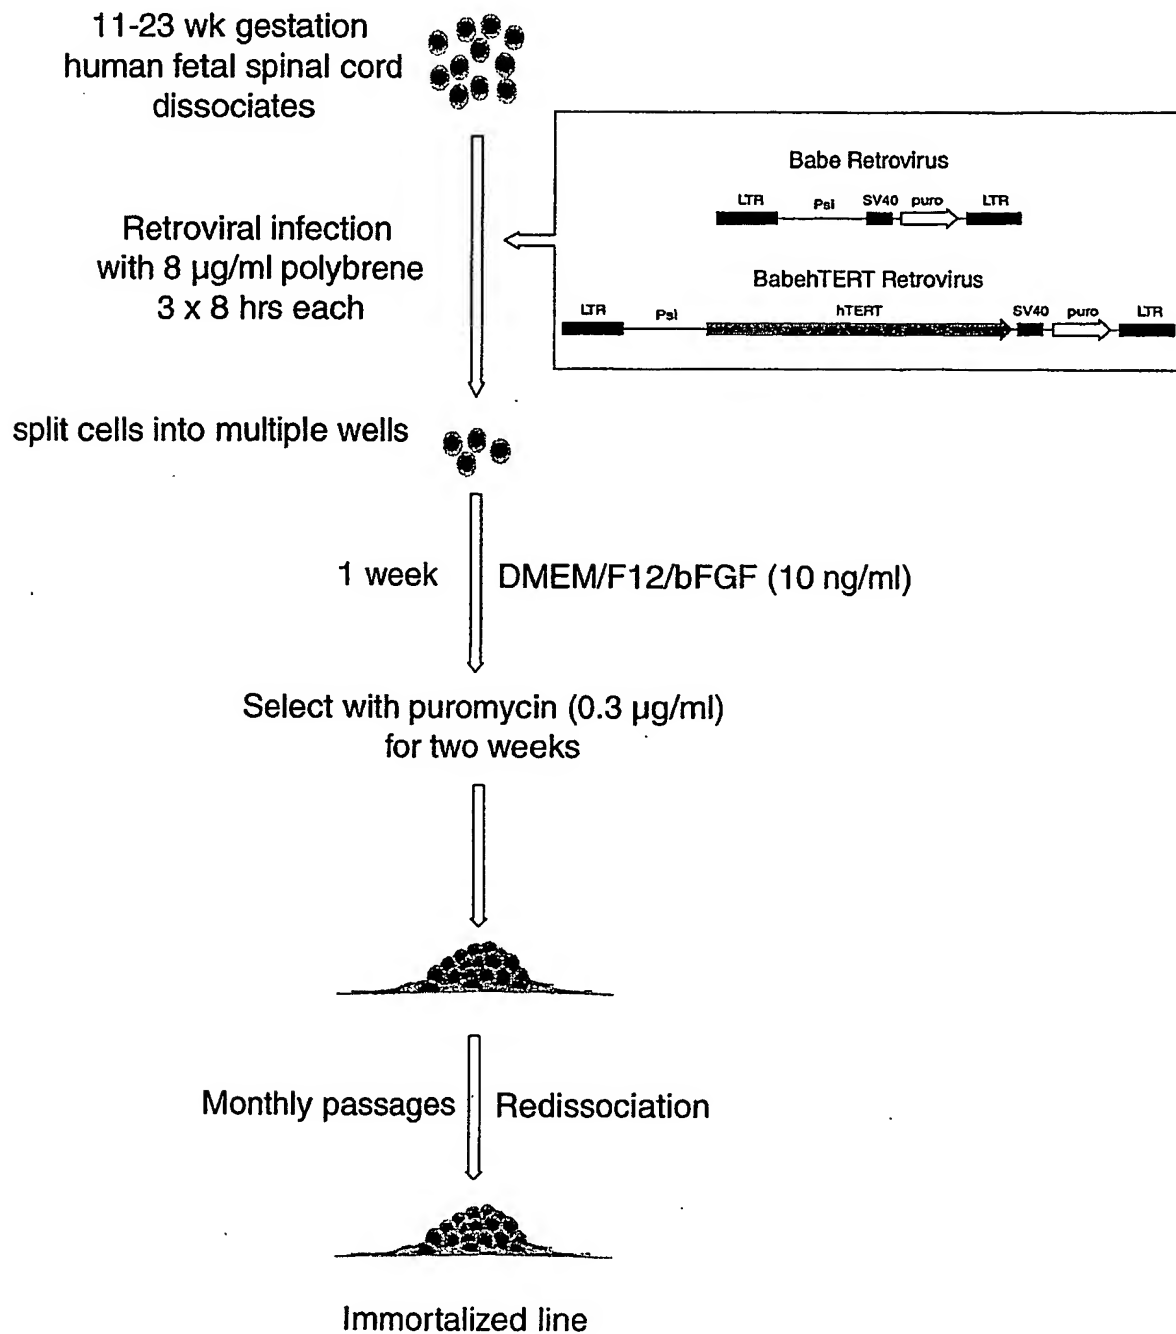 11-23 wk gestation
human fetal spinal cord
dissociates
Babe Retrovirus
LTR Psi SV40 puro LTR
Retroviral infection
with 8 µg/ml polybrene
3 x 8 hrs each
BabehTERT Retrovirus
LTR Psi hTERT SV40 puro LTR
split cells into multiple wells
1 week DMEM/F12/bFGF (10 ng/ml)
Select with puromycin (0.3 µg/ml)
for two weeks
Monthly passages Redissociation
Immortalized line